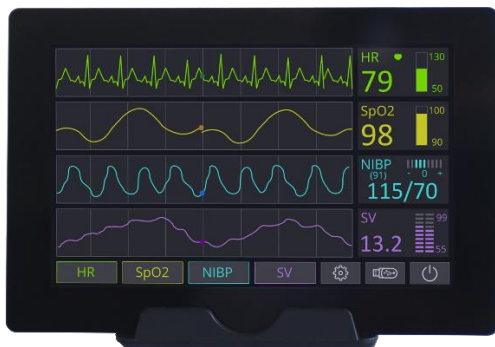 HR 130
79 50
SpO2 100
98 90
NIBP
(91) - 0 +
115/70
SV 99
13.2 55
HR SpO2 NIBP SV